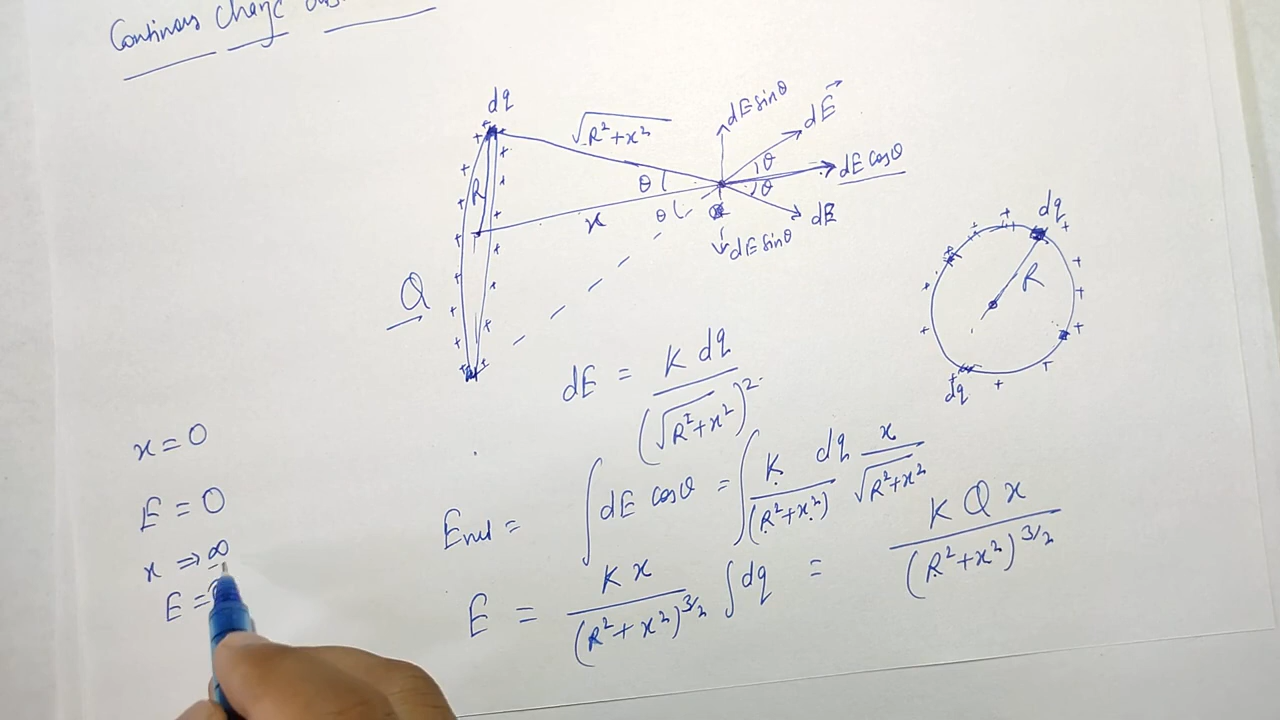 Continous Charge
dq
√R²+x²
dE sinθ
dE
θ
dE cosθ
θ
R
θ
x
θ
dE
dE sinθ
Q
dq
R
dq
dE = K dq / (√R²+x²)²
x = 0
E = 0
x ⇒ ∞
E =
Enet = ∫ dE cosθ = ∫ K dq / (R²+x²) x / √R²+x²
E = K x / (R²+x²)^3/2 ∫ dq = K Q x / (R²+x²)^3/2